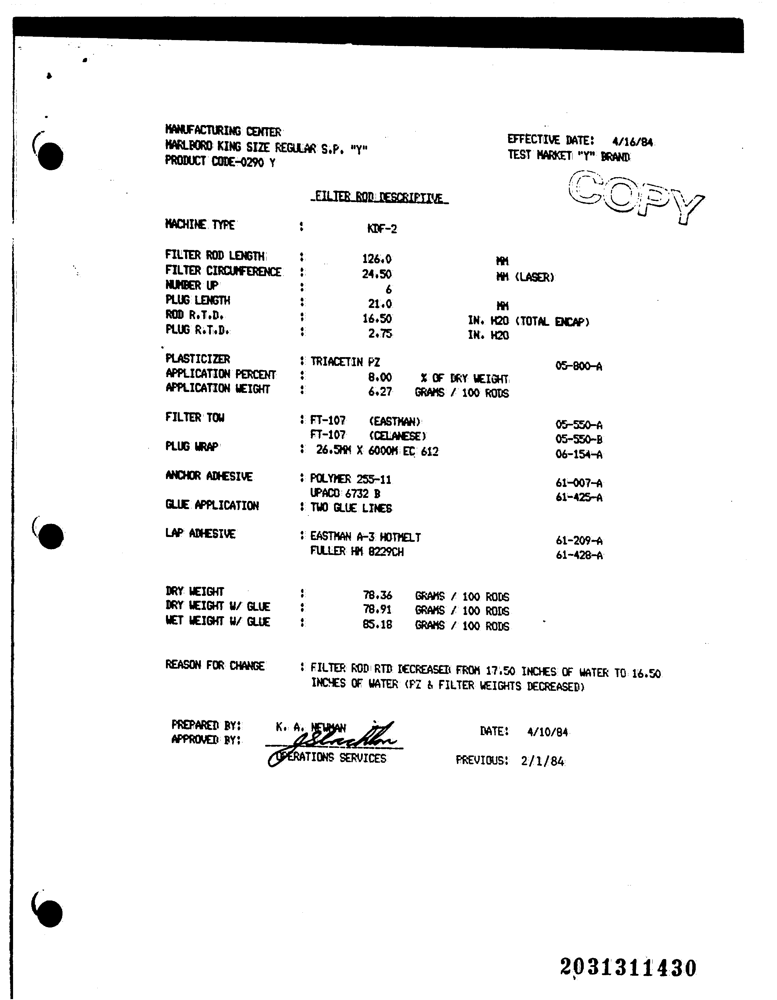 MANUFACTURING CENTER
MARLBORO KING SIZE REGULAR S.P. "Y"
PRODUCT CODE-0290 Y
EFFECTIVE DATE: 4/16/84
TEST MARKET "Y" BRAND
COPY
FILTER ROD DESCRIPTIVE
MACHINE TYPE : KDF-2
FILTER ROD LENGTH : 126.0 MM
FILTER CIRCUMFERENCE : 24.50 MM (LASER)
NUMBER UP : 6
PLUG LENGTH : 21.0 MM
ROD R.T.D. : 16.50 IN. H2O (TOTAL ENCAP)
PLUG R.T.D. : 2.75 IN. H2O
PLASTICIZER : TRIACETIN PZ 05-800-A
APPLICATION PERCENT : 8.00 % OF DRY WEIGHT
APPLICATION WEIGHT : 6.27 GRAMS / 100 RODS
FILTER TOW : FT-107 (EASTMAN) 05-550-A
FT-107 (CELANESE) 05-550-B
PLUG WRAP : 26.5MM X 6000M EC 612 06-154-A
ANCHOR ADHESIVE : POLYMER 255-11 61-007-A
UPACO 6732 B 61-425-A
GLUE APPLICATION : TWO GLUE LINES
LAP ADHESIVE : EASTMAN A-3 HOTMELT 61-209-A
FULLER HM 8229CH 61-428-A
DRY WEIGHT : 78.36 GRAMS / 100 RODS
DRY WEIGHT W/ GLUE : 78.91 GRAMS / 100 RODS
WET WEIGHT W/ GLUE : 85.18 GRAMS / 100 RODS
REASON FOR CHANGE : FILTER ROD RTD DECREASED FROM 17.50 INCHES OF WATER TO 16.50
INCHES OF WATER (PZ & FILTER WEIGHTS DECREASED)
PREPARED BY: K. A. NEWMAN DATE: 4/10/84
APPROVED BY:
OPERATIONS SERVICES PREVIOUS: 2/1/84
2031311430